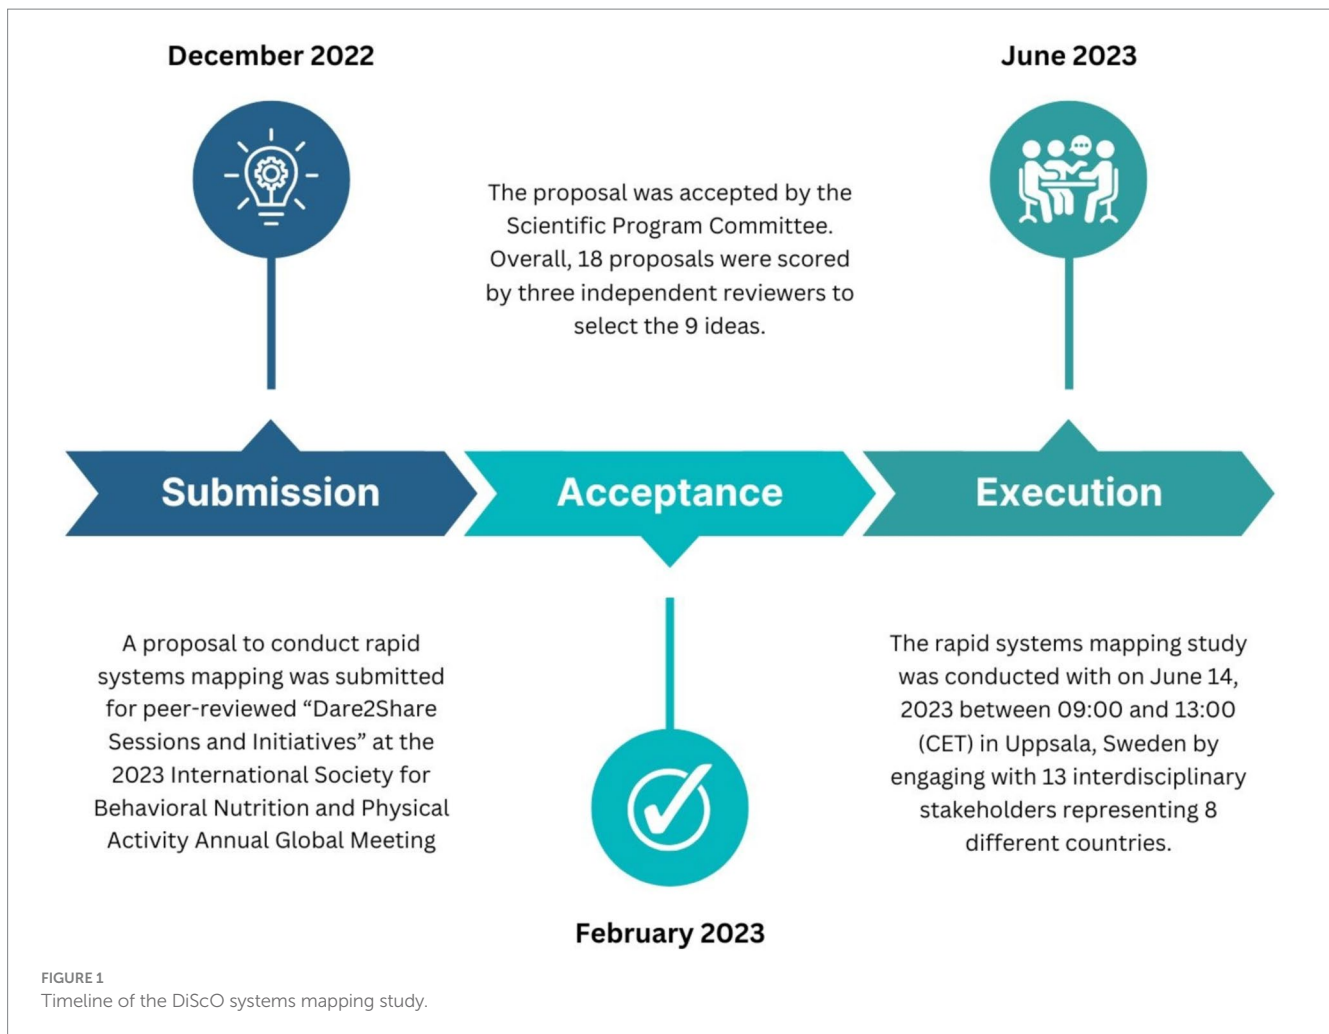 December 2022
June 2023
The proposal was accepted by the
Scientific Program Committee.
Overall, 18 proposals were scored
by three independent reviewers to
select the 9 ideas.
Submission
Acceptance
Execution
A proposal to conduct rapid
systems mapping was submitted
for peer-reviewed “Dare2Share
Sessions and Initiatives” at the
2023 International Society for
Behavioral Nutrition and Physical
Activity Annual Global Meeting
The rapid systems mapping study
was conducted with on June 14,
2023 between 09:00 and 13:00
(CET) in Uppsala, Sweden by
engaging with 13 interdisciplinary
stakeholders representing 8
different countries.
February 2023
FIGURE 1
Timeline of the DiScO systems mapping study.